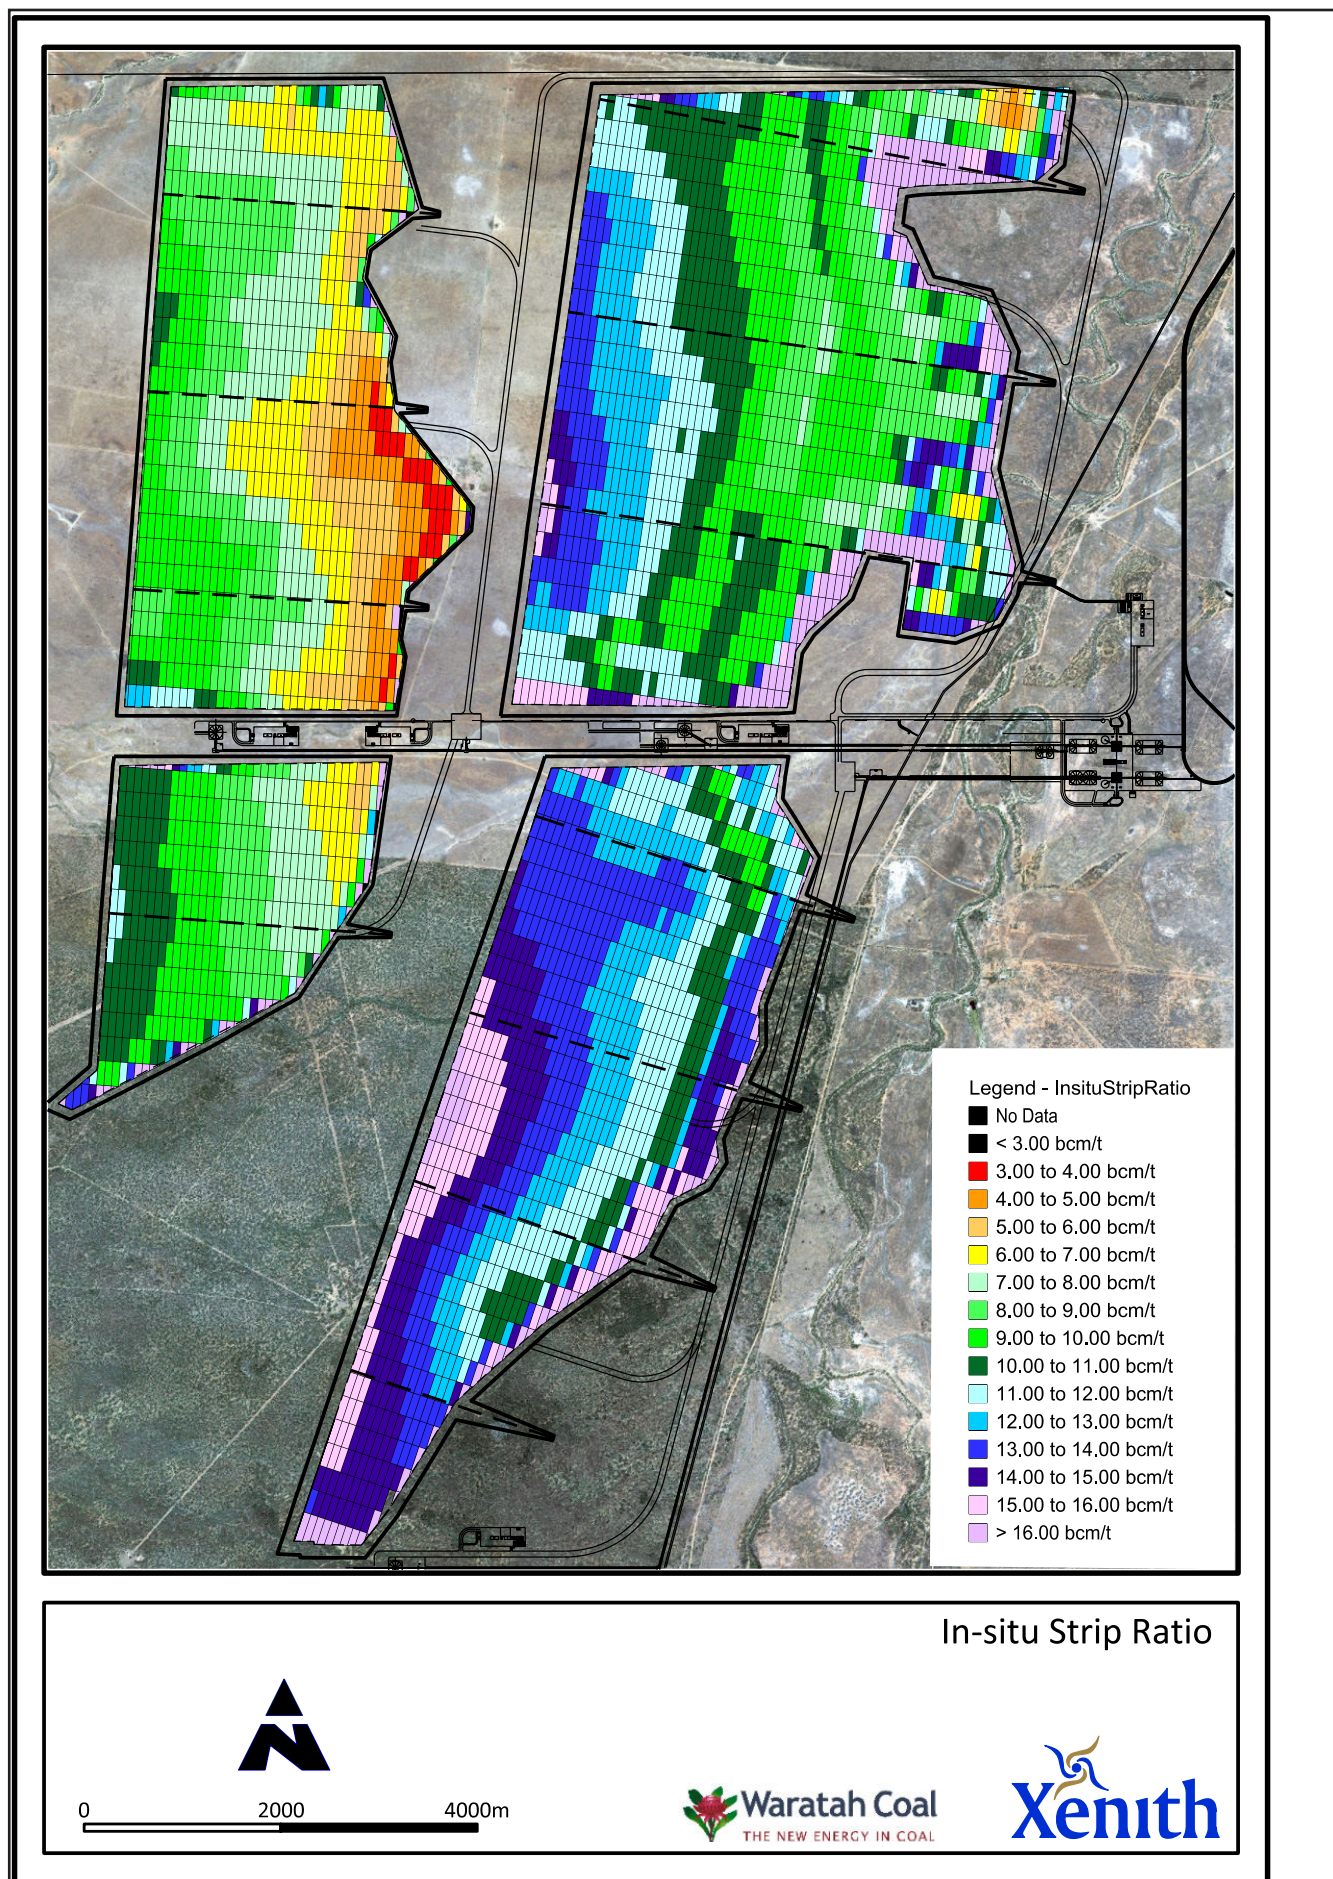 Legend - InsituStripRatio
No Data
< 3.00 bcm/t
3.00 to 4.00 bcm/t
4.00 to 5.00 bcm/t
5.00 to 6.00 bcm/t
6.00 to 7.00 bcm/t
7.00 to 8.00 bcm/t
8.00 to 9.00 bcm/t
9.00 to 10.00 bcm/t
10.00 to 11.00 bcm/t
11.00 to 12.00 bcm/t
12.00 to 13.00 bcm/t
13.00 to 14.00 bcm/t
14.00 to 15.00 bcm/t
15.00 to 16.00 bcm/t
> 16.00 bcm/t
In-situ Strip Ratio
N
0 2000 4000m
Waratah Coal
THE NEW ENERGY IN COAL
Xenith